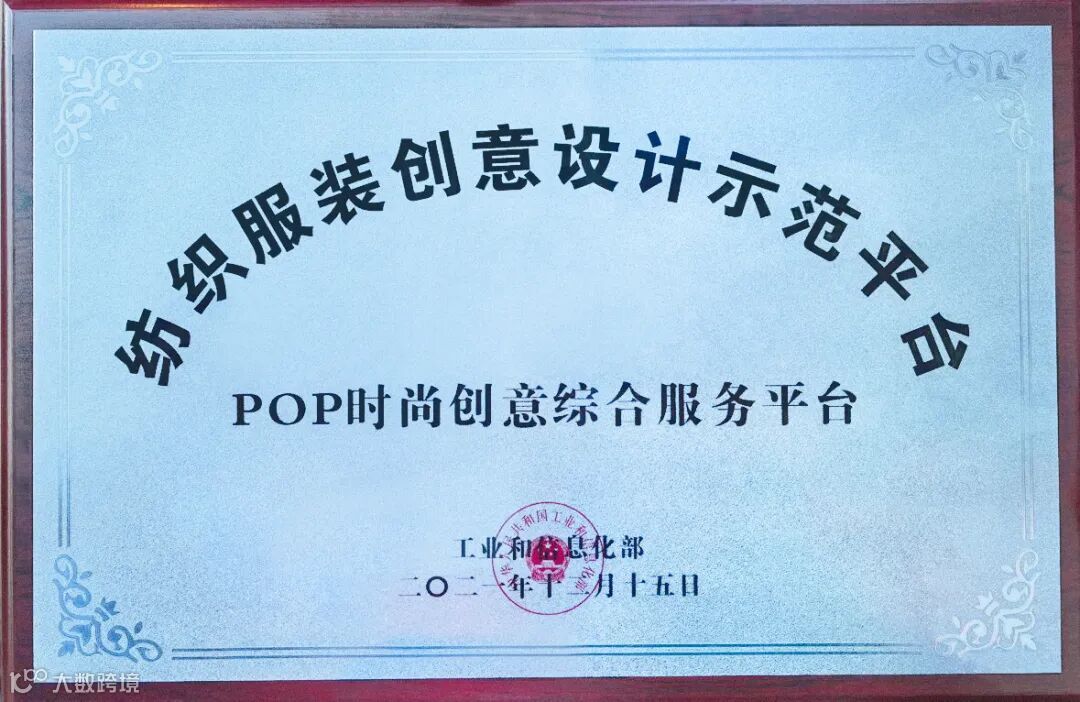 纺织服装创意设计示范平台
POP时尚创意综合服务平台
工业和信息化部
二〇二一年十二月十五日
大数跨境